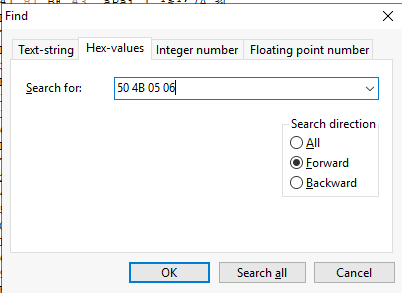 Find
Text-string Hex-values Integer number Floating point number
Search for: 50 4B 05 06
Search direction
All
Forward
Backward
OK Search all Cancel